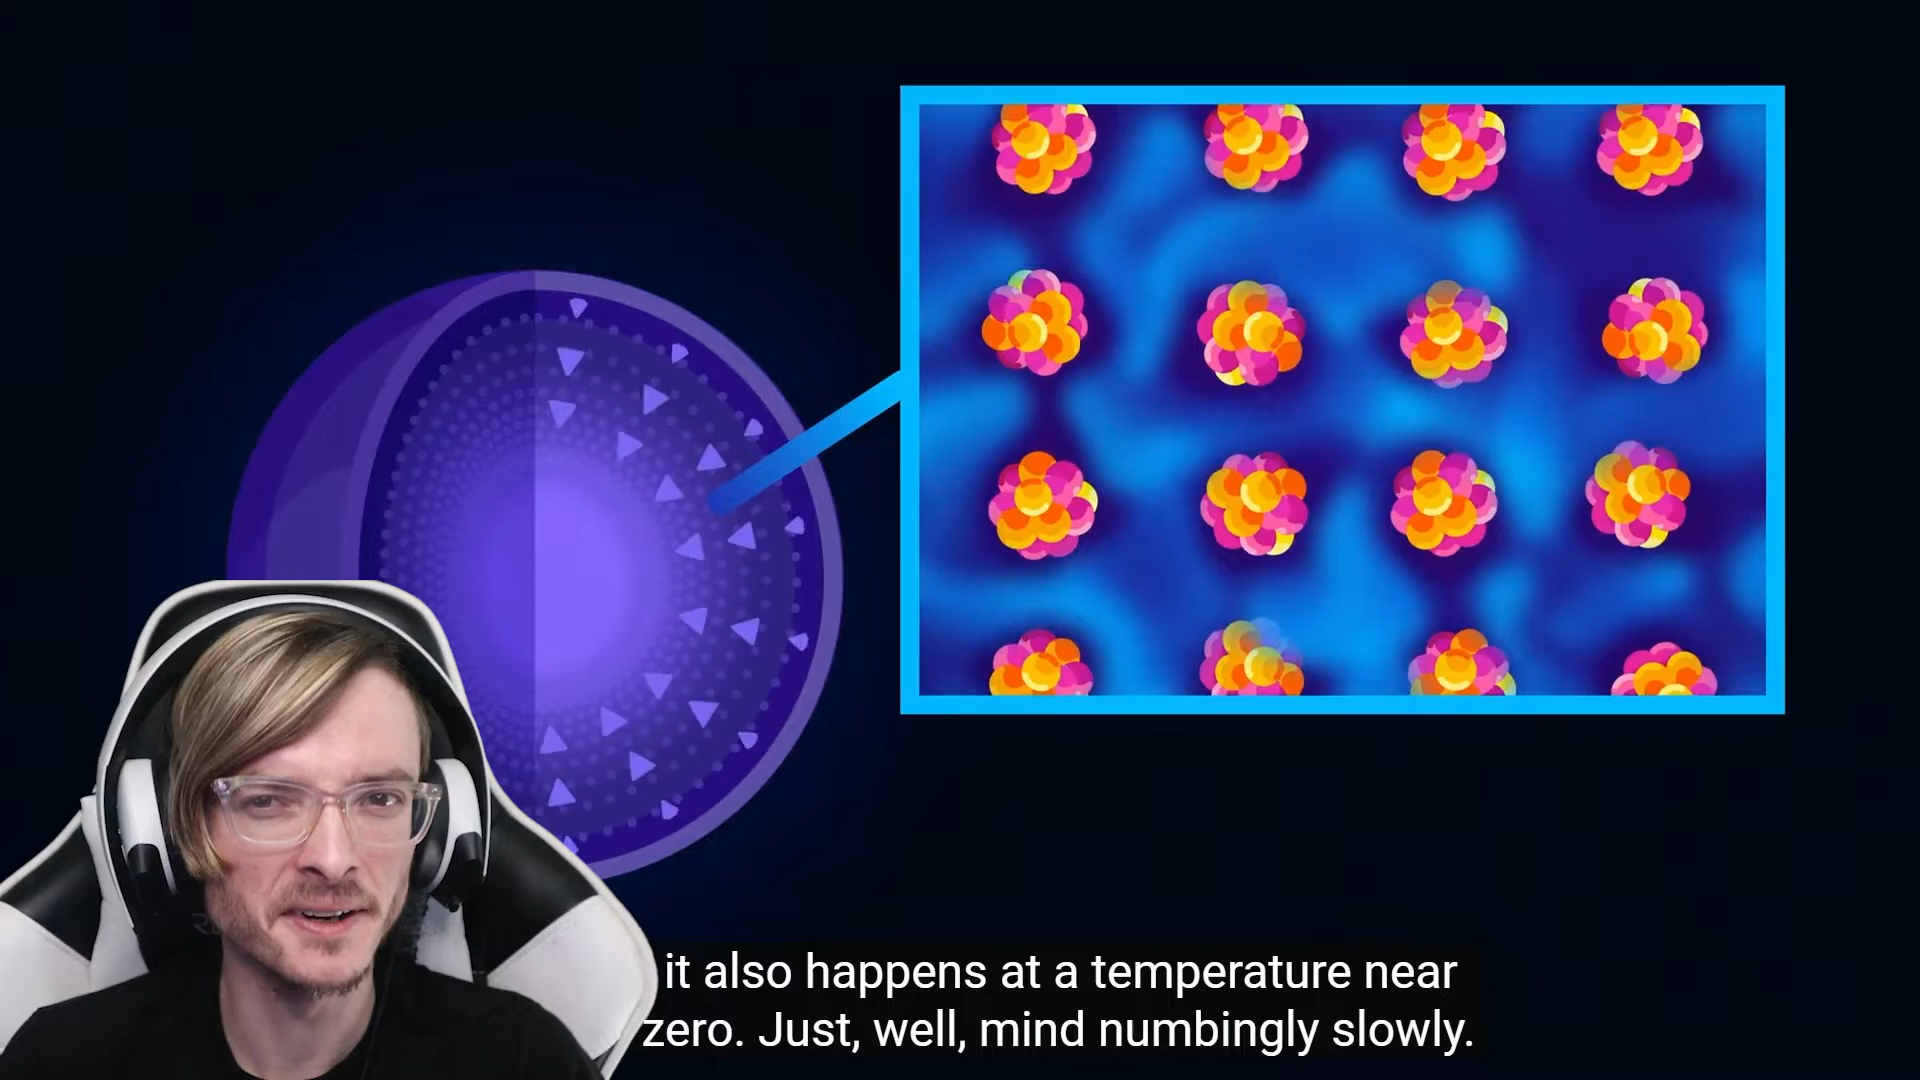 it also happens at a temperature near
zero. Just, well, mind numbingly slowly.